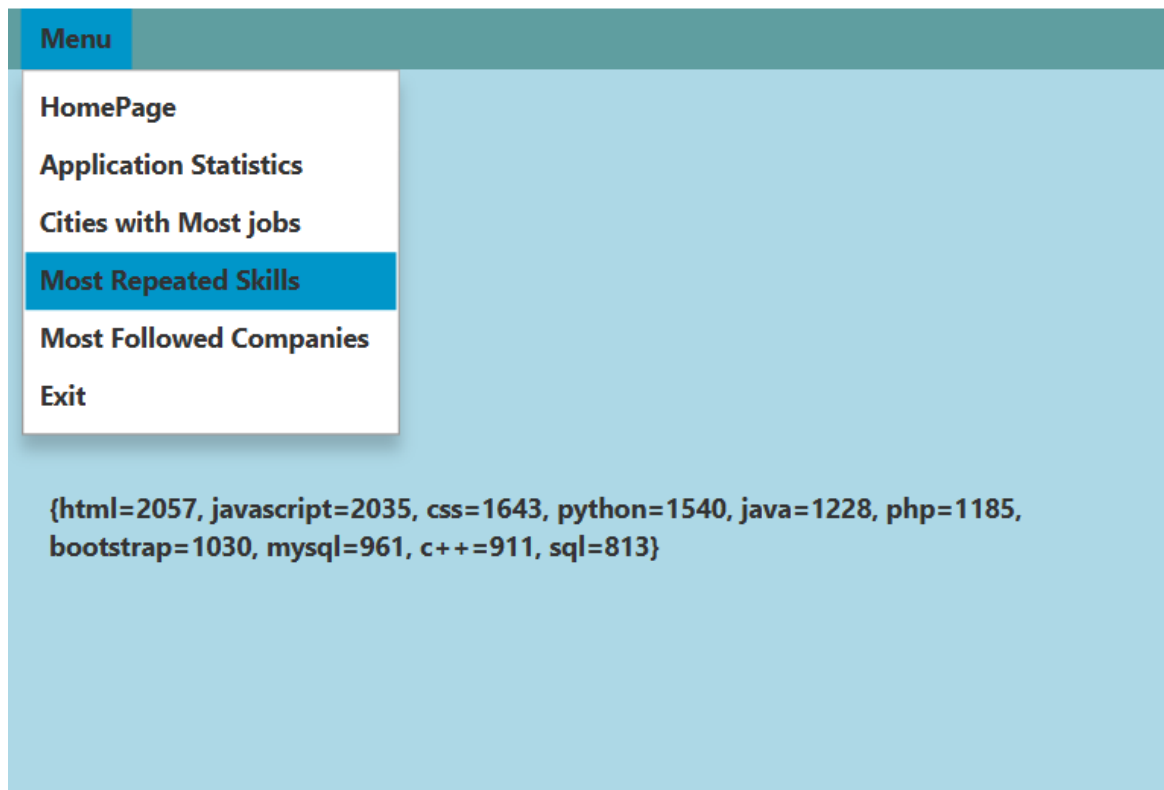 Menu
HomePage
Application Statistics
Cities with Most jobs
Most Repeated Skills
Most Followed Companies
Exit
{html=2057, javascript=2035, css=1643, python=1540, java=1228, php=1185,
bootstrap=1030, mysql=961, c++=911, sql=813}